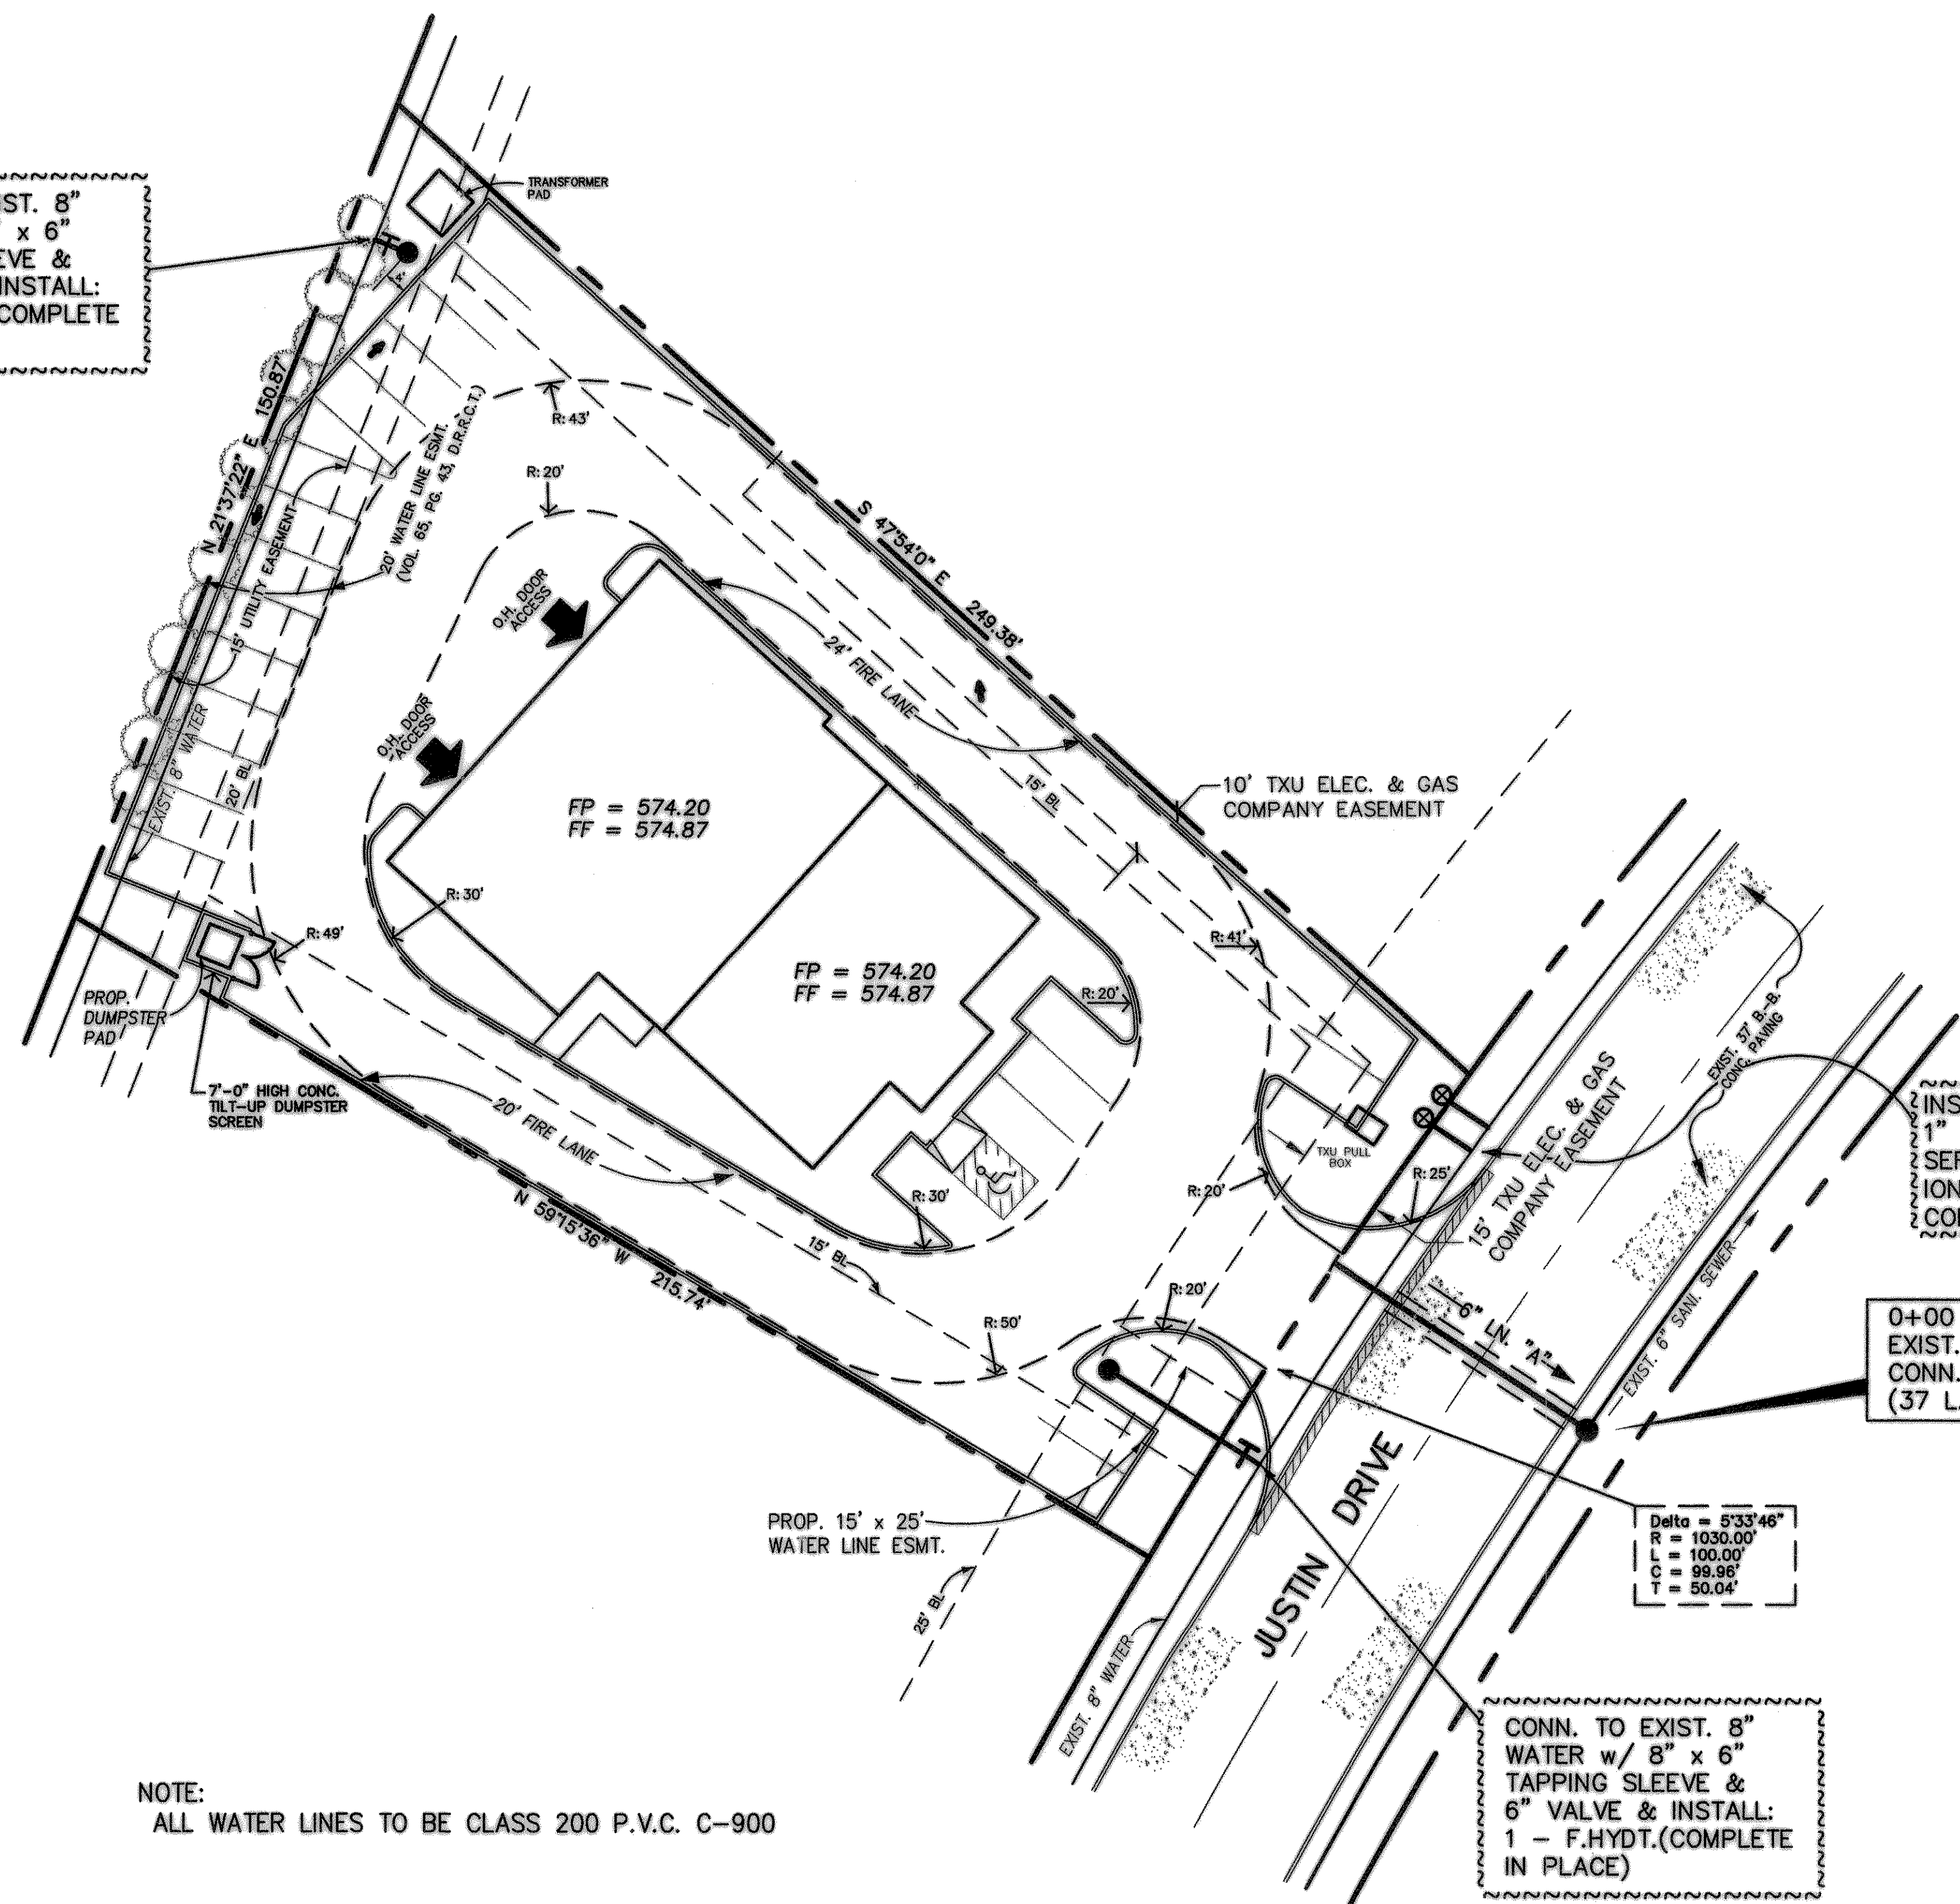 TRANSFORMER
PAD
IST. 8"
" x 6"
EVE &
INSTALL:
COMPLETE
4'
150.87'
N 21°37'22" E
20' WATER LINE ESMT.
(VOL. 65, PG. 43, D.R.R.C.T.)
15' UTILITY EASEMENT
R: 43'
R: 20'
S 47°54'0" E
249.38'
O.H. DOOR
ACCESS
24' FIRE LANE
O.H. DOOR
ACCESS
EXIST. 8" WATER
20' BL
FP = 574.20
FF = 574.87
15' BL
10' TXU ELEC. & GAS
COMPANY EASEMENT
R: 30'
R: 49'
R: 41'
FP = 574.20
FF = 574.87
R: 20'
PROP.
DUMPSTER
PAD
7'-0" HIGH CONC.
TILT-UP DUMPSTER
SCREEN
20' FIRE LANE
EXIST. 37' B.-B.
CONC. PAVING
INS
1"
SER
ION
COM
TXU PULL
BOX
R: 20'
R: 25'
15' TXU ELEC. & GAS
COMPANY EASEMENT
R: 30'
N 59°15'36" W
215.74'
15' BL
R: 20'
R: 50'
6" LN. "A"
EXIST. 6" SANI. SEWER
0+00
EXIST.
CONN.
(37 L.
PROP. 15' x 25'
WATER LINE ESMT.
Delta = 5°33'46"
R = 1030.00'
L = 100.00'
C = 99.96'
T = 50.04'
25' BL
JUSTIN DRIVE
EXIST. 8" WATER
CONN. TO EXIST. 8"
WATER w/ 8" x 6"
TAPPING SLEEVE &
6" VALVE & INSTALL:
1 - F.HYDT.(COMPLETE
IN PLACE)
NOTE:
ALL WATER LINES TO BE CLASS 200 P.V.C. C-900